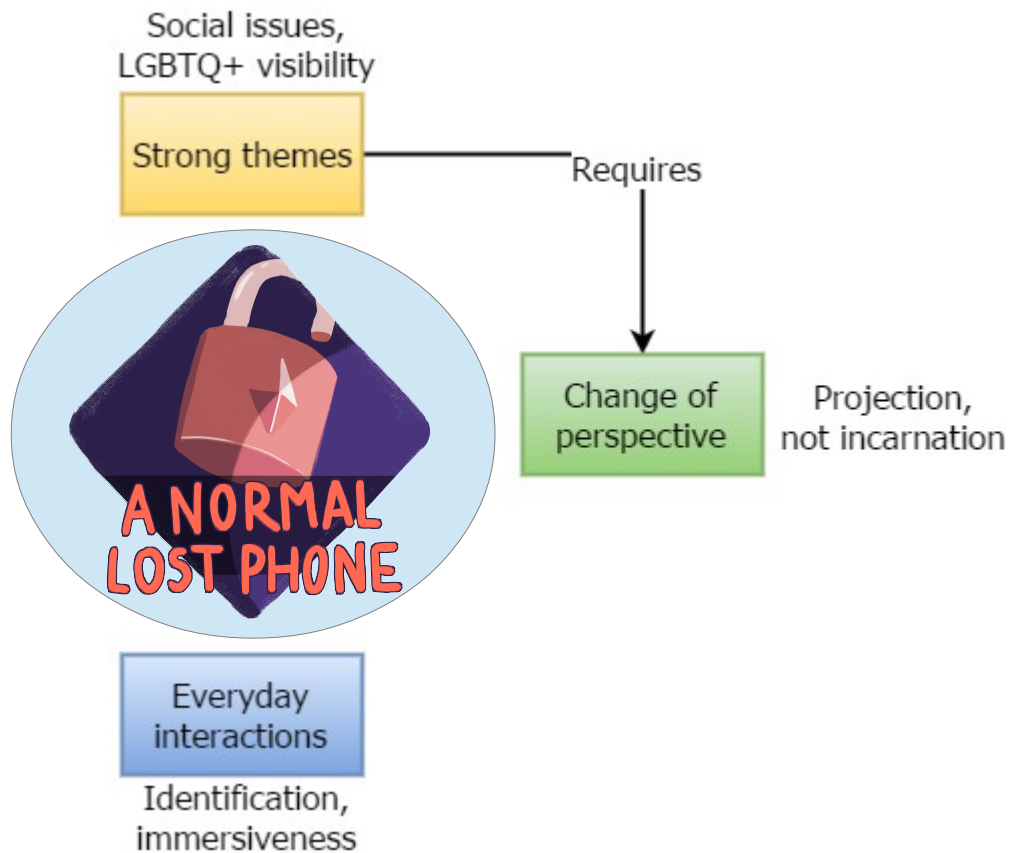 Social issues,
LGBTQ+ visibility
Strong themes
Requires
Change of
perspective
Projection,
not incarnation
A NORMAL
LOST PHONE
Everyday
interactions
Identification,
immersiveness